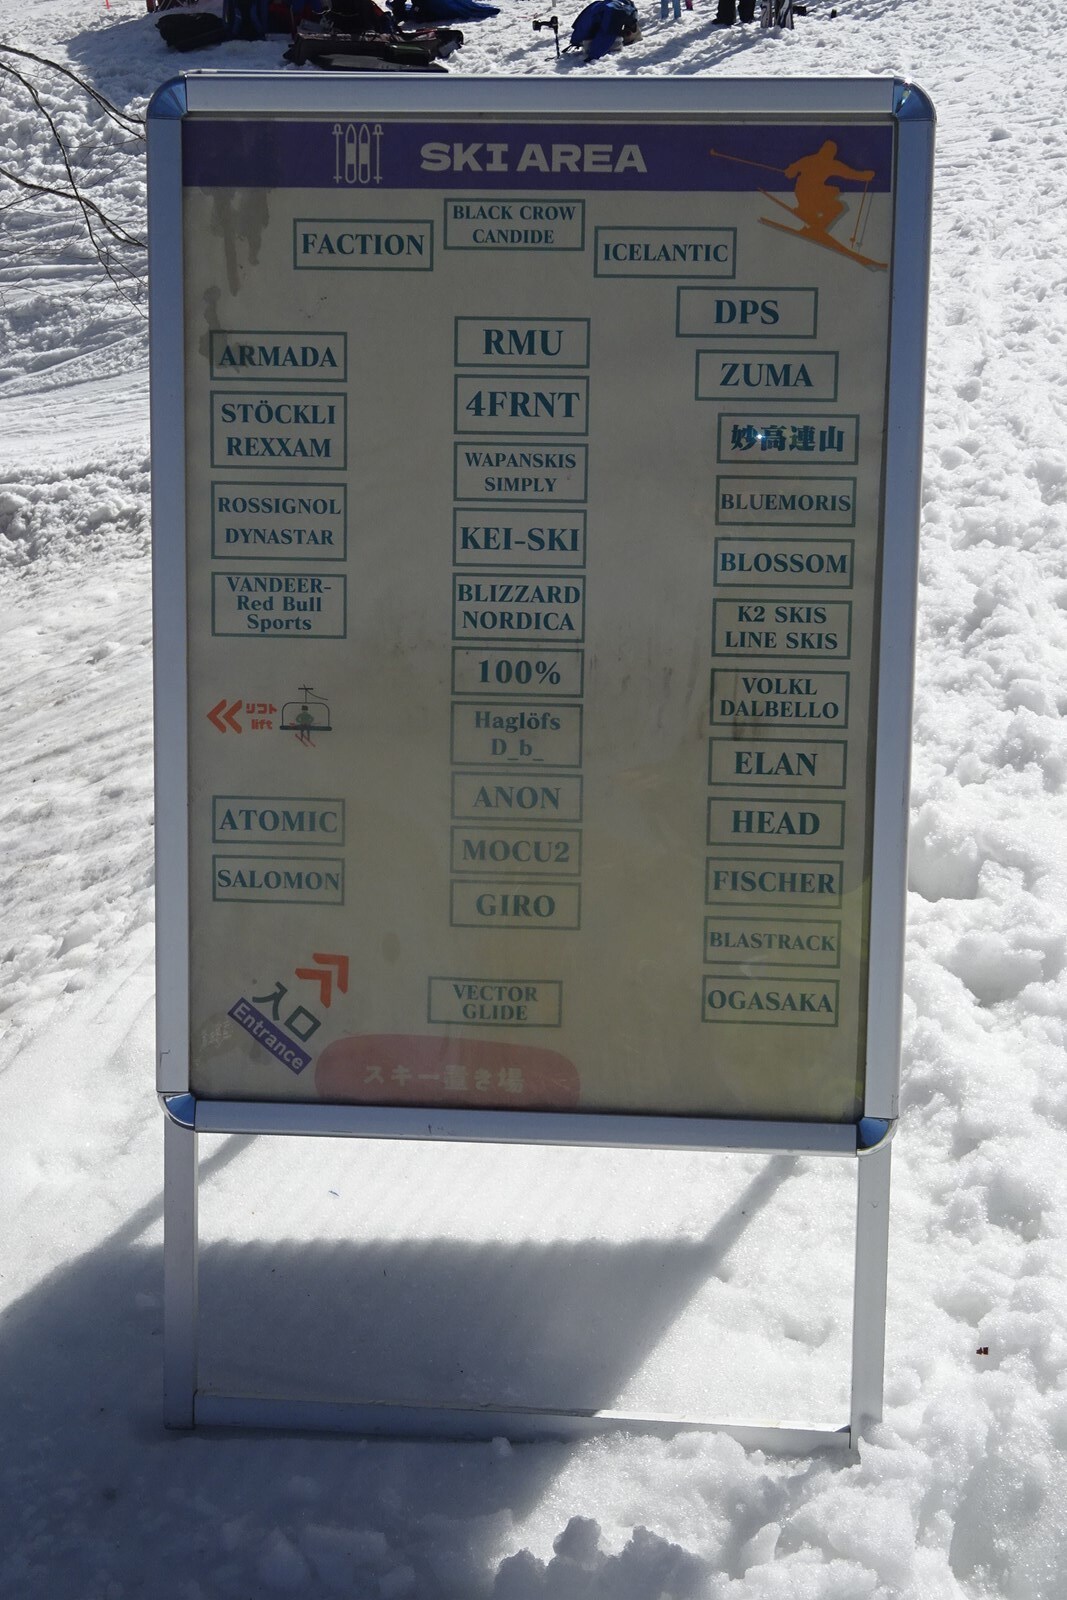 SKI AREA
FACTION
BLACK CROW
CANDIDE
ICELANTIC
DPS
ZUMA
妙高連山
BLUEMORIS
BLOSSOM
K2 SKIS
LINE SKIS
VOLKL
DALBELLO
ELAN
HEAD
FISCHER
BLASTRACK
OGASAKA
RMU
4FRNT
WAPANSKIS
SIMPLY
KEI-SKI
BLIZZARD
NORDICA
100%
Haglöfs
D_b_
ANON
MOCU2
GIRO
VECTOR
GLIDE
ARMADA
STÖCKLI
REXXAM
ROSSIGNOL
DYNASTAR
VANDEER-
Red Bull
Sports
リフト
lift
ATOMIC
SALOMON
入口
Entrance
スキー置き場